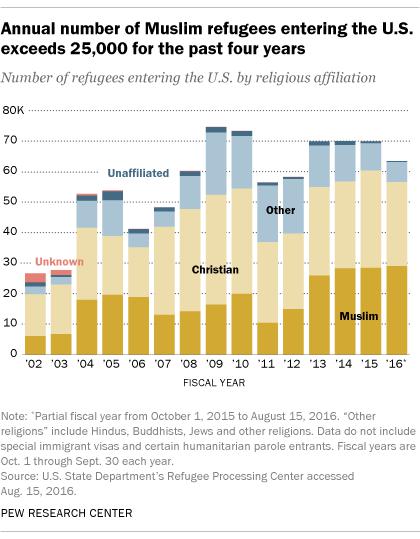 Annual number of Muslim refugees entering the U.S.
exceeds 25,000 for the past four years
Number of refugees entering the U.S. by religious affiliation
80K
70
60
50
40
30
20
10
0
Unaffiliated
Other
Unknown
Christian
Muslim
'02 '03 '04 '05 '06 '07 '08 '09 '10 '11 '12 '13 '14 '15 '16*
FISCAL YEAR
Note: *Partial fiscal year from October 1, 2015 to August 15, 2016. “Other
religions” include Hindus, Buddhists, Jews and other religions. Data do not include
special immigrant visas and certain humanitarian parole entrants. Fiscal years are
Oct. 1 through Sept. 30 each year.
Source: U.S. State Department’s Refugee Processing Center accessed
Aug. 15, 2016.
PEW RESEARCH CENTER